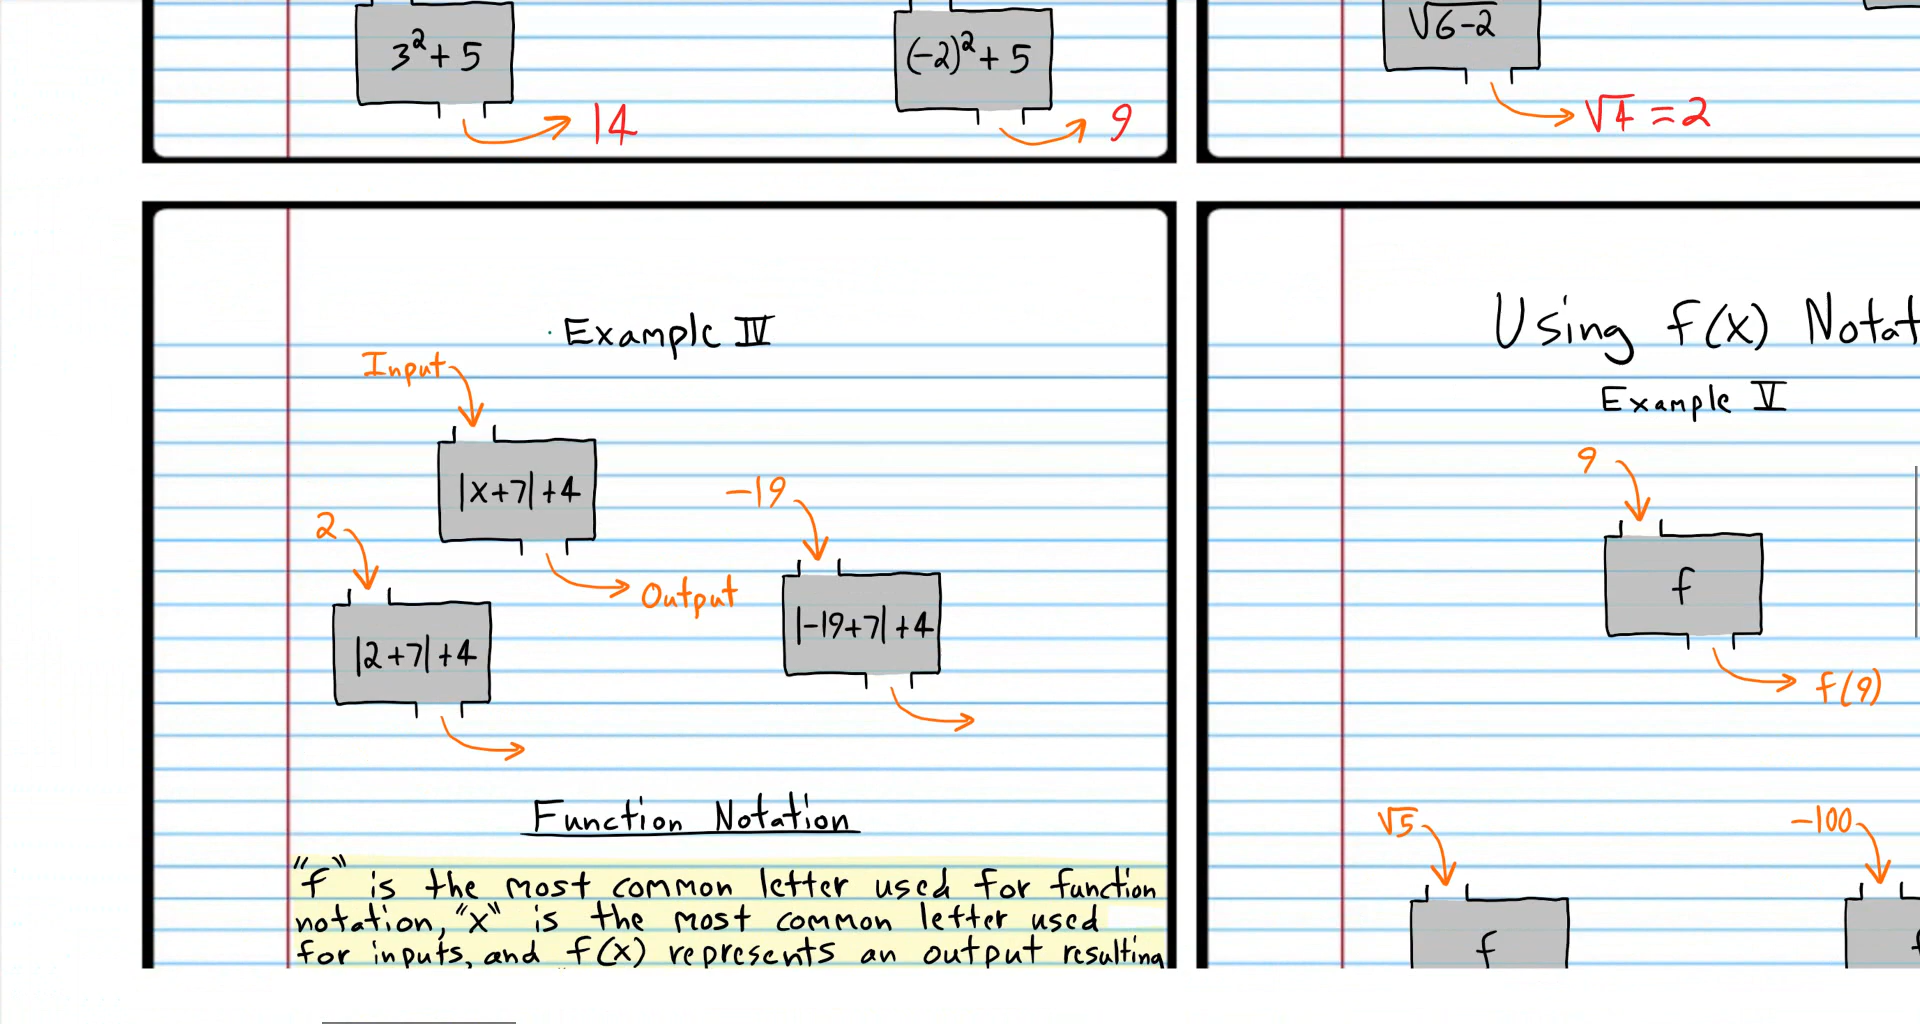 3²+5
14
(-2)²+5
9
√6-2
√4 = 2
Example IV
Input
|x+7|+4
Output
2
|2+7|+4
-19
|-19+7|+4
Function Notation
"f" is the most common letter used for function
notation, "x" is the most common letter used
for inputs, and f(x) represents an output resulting
Using f(x) Notat
Example V
9
f
f(9)
√5
f
-100